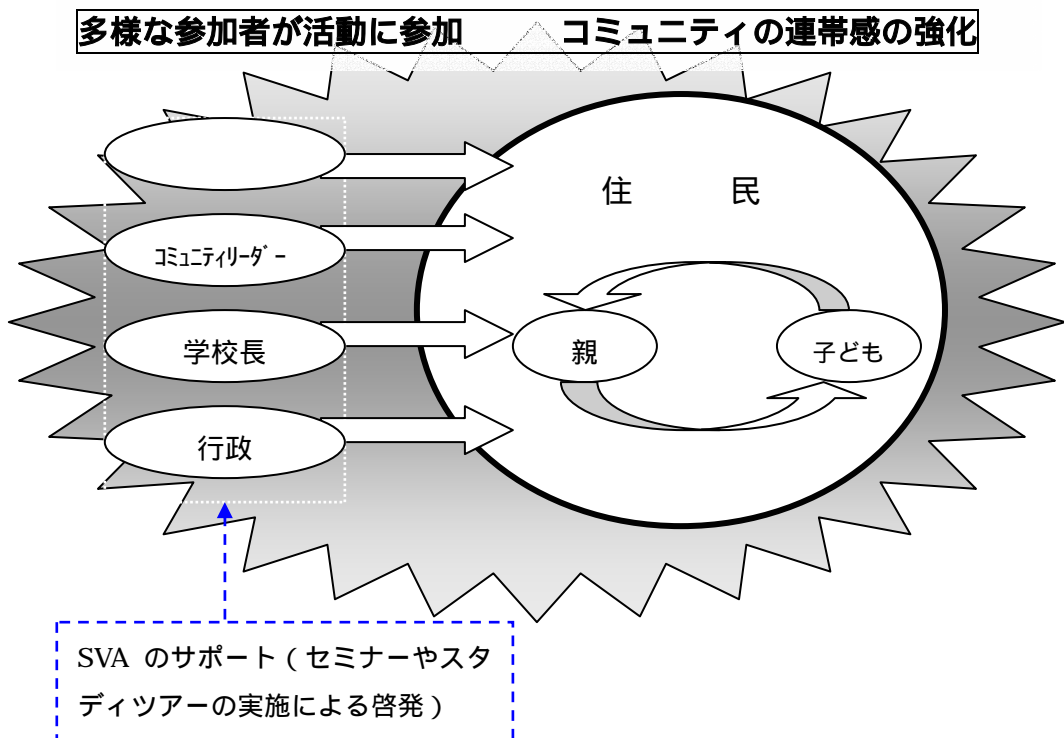 多様な参加者が活動に参加　　　コミュニティの連帯感の強化
住　　　民
ｺﾐｭﾆﾃｨﾘｰﾀﾞｰ
学校長
親
子ども
行政
SVA のサポート（セミナーやスタ
ディツアーの実施による啓発）